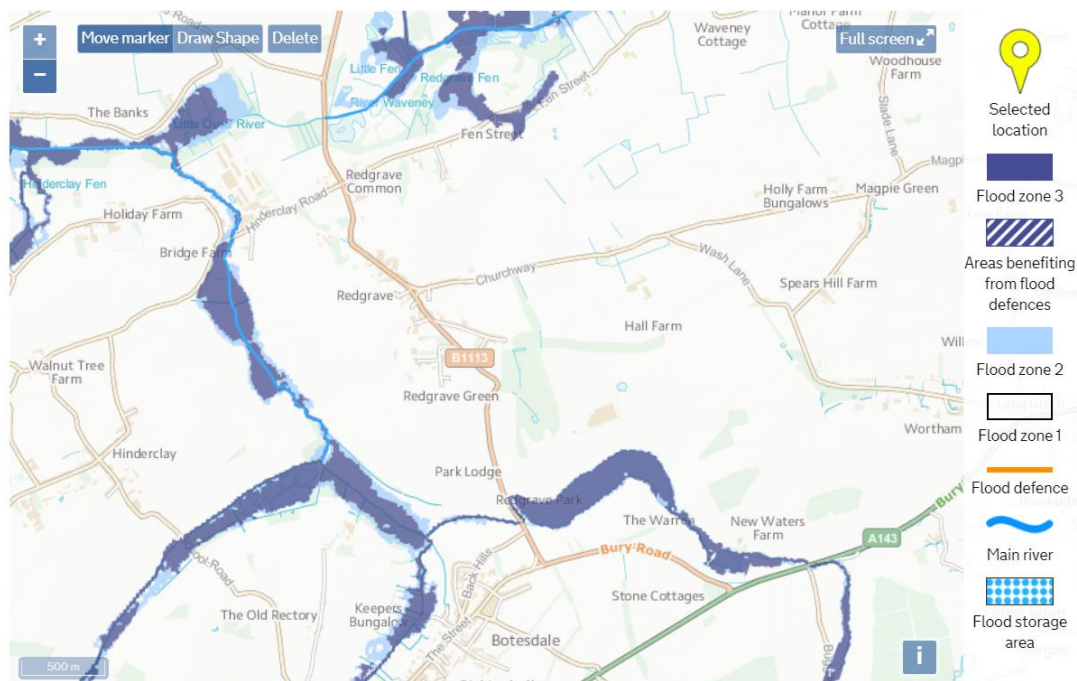 +
−
Move marker
Draw Shape
Delete
Full screen
Waveney
Cottage
Manor Farm
Cottage
Woodhouse
Farm
Slade Lane
The Banks
Little Ouse River
Little Fen
Redgrave Fen
River Waveney
Fen Street
Fen Street
Hinderclay Fen
Redgrave
Common
Hinderclay Road
Holiday Farm
Bridge Farm
Holly Farm
Bungalows
Magpie Green
Churchway
Wash Lane
Spears Hill Farm
Redgrave
Hall Farm
B1113
Walnut Tree
Farm
Redgrave Green
Wortham
Hinderclay
Park Lodge
Redgrave Park
The Warren
New Waters
Farm
A143
Bury Road
Back Hills
Stone Cottages
The Old Rectory
Keepers
Bungalow
The Street
Botesdale
500 m
i
Selected
location
Flood zone 3
Areas benefiting
from flood
defences
Flood zone 2
Flood zone 1
Flood defence
Main river
Flood storage
area